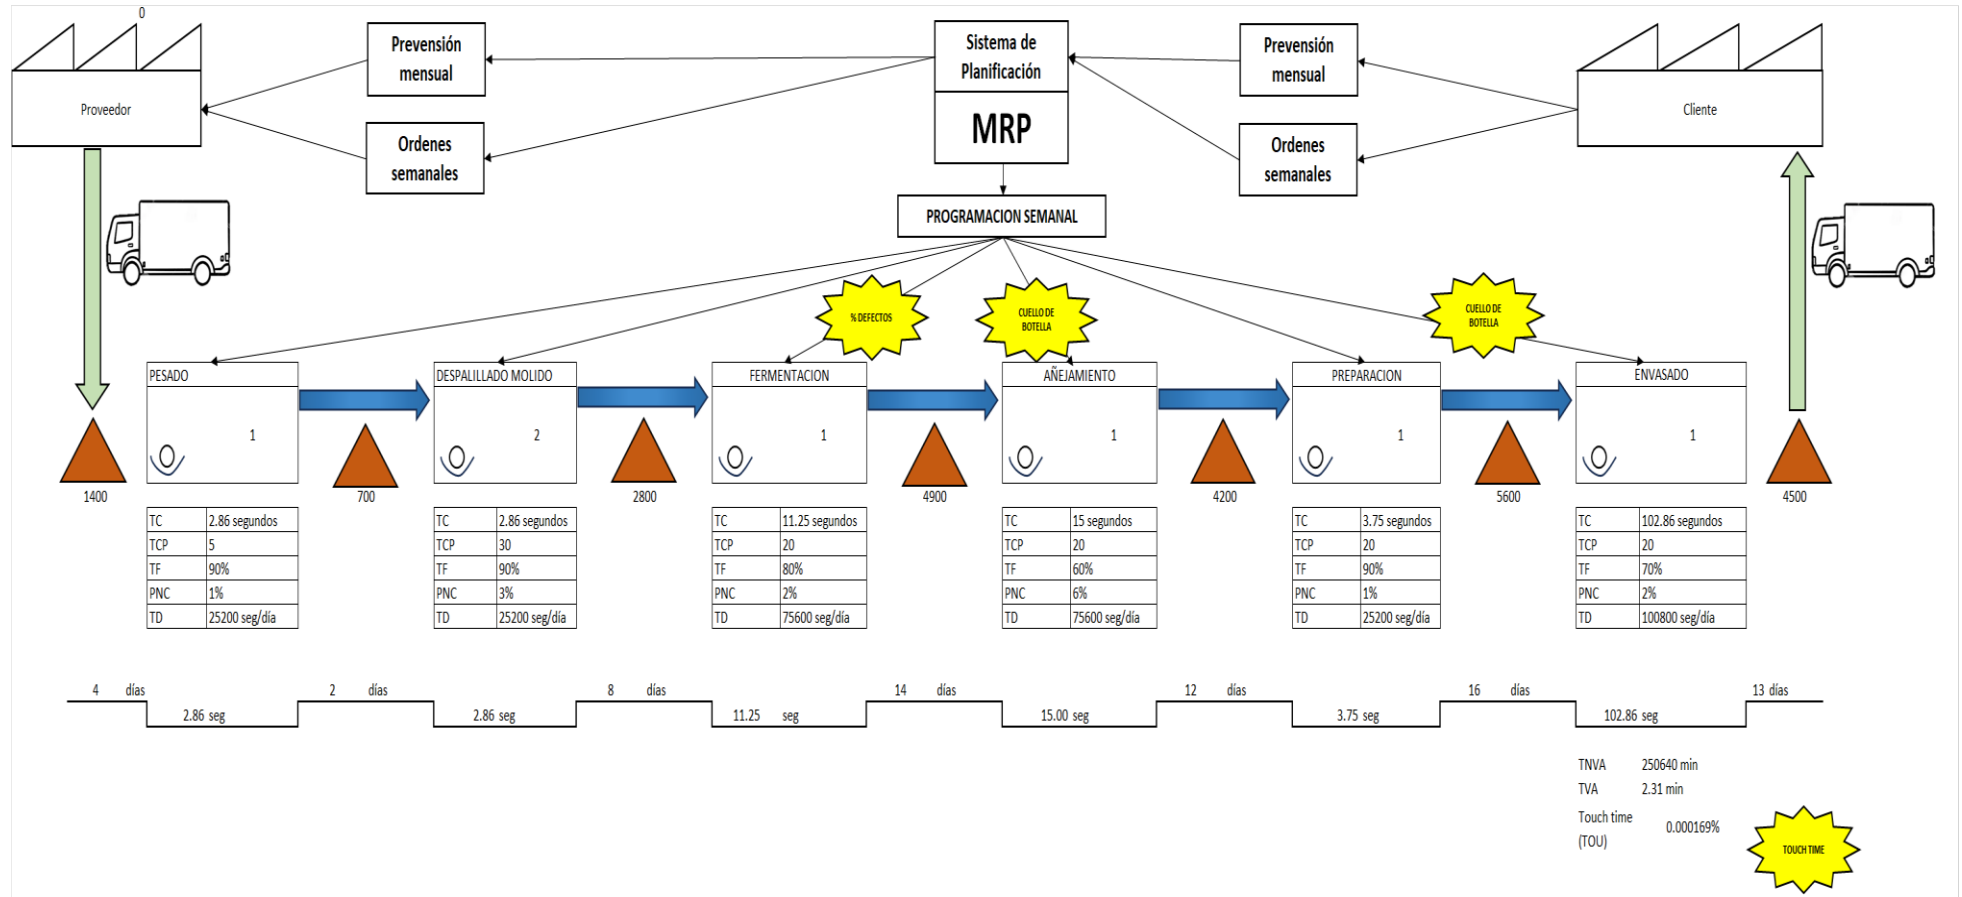 0
Proveedor
Prevensión
mensual
Ordenes
semanales
Sistema de
Planificación
MRP
Prevensión
mensual
Ordenes
semanales
Cliente
PROGRAMACION SEMANAL
% DEFECTOS
CUELLO DE
BOTELLA
CUELLO DE
BOTELLA
PESADO
1
DESPALILLADO MOLIDO
2
FERMENTACION
1
AÑEJAMIENTO
1
PREPARACION
1
ENVASADO
1
1400
700
2800
4900
4200
5600
4500
TC 2.86 segundos
TCP 5
TF 90%
PNC 1%
TD 25200 seg/día
TC 2.86 segundos
TCP 30
TF 90%
PNC 3%
TD 25200 seg/día
TC 11.25 segundos
TCP 20
TF 80%
PNC 2%
TD 75600 seg/día
TC 15 segundos
TCP 20
TF 60%
PNC 6%
TD 75600 seg/día
TC 3.75 segundos
TCP 20
TF 90%
PNC 1%
TD 25200 seg/día
TC 102.86 segundos
TCP 20
TF 70%
PNC 2%
TD 100800 seg/día
4 días
2 días
8 días
14 días
12 días
16 días
13 días
2.86 seg
2.86 seg
11.25 seg
15.00 seg
3.75 seg
102.86 seg
TNVA 250640 min
TVA 2.31 min
Touch time
(TOU) 0.000169%
TOUCH TIME